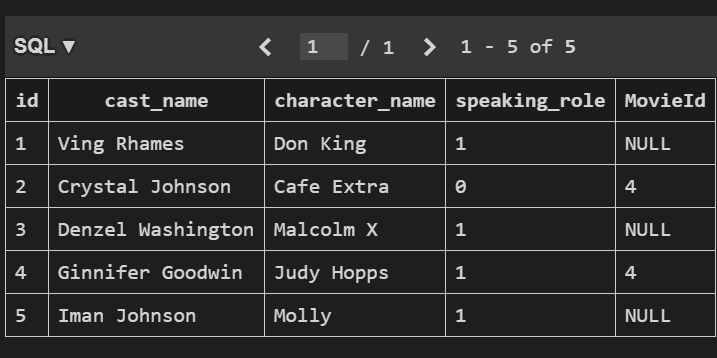 SQL ▼ < 1 / 1 > 1 - 5 of 5
id cast_name character_name speaking_role MovieId
1 Ving Rhames Don King 1 NULL
2 Crystal Johnson Cafe Extra 0 4
3 Denzel Washington Malcolm X 1 NULL
4 Ginnifer Goodwin Judy Hopps 1 4
5 Iman Johnson Molly 1 NULL